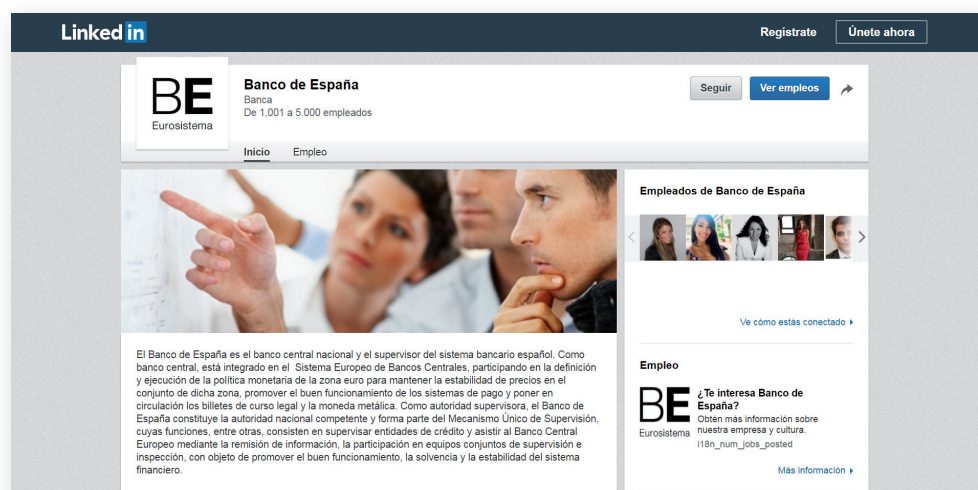 Linked in
Regístrate
Únete ahora
BE
Eurosistema
Banco de España
Banca
De 1.001 a 5.000 empleados
Seguir
Ver empleos
Inicio
Empleo
El Banco de España es el banco central nacional y el supervisor del sistema bancario español. Como
banco central, está integrado en el Sistema Europeo de Bancos Centrales, participando en la definición
y ejecución de la política monetaria de la zona euro para mantener la estabilidad de precios en el
conjunto de dicha zona, promover el buen funcionamiento de los sistemas de pago y poner en
circulación los billetes de curso legal y la moneda metálica. Como autoridad supervisora, el Banco de
España constituye la autoridad nacional competente y forma parte del Mecanismo Único de Supervisión,
cuyas funciones, entre otras, consisten en supervisar entidades de crédito y asistir al Banco Central
Europeo mediante la remisión de información, la participación en equipos conjuntos de supervisión e
inspección, con objeto de promover el buen funcionamiento, la solvencia y la estabilidad del sistema
financiero.
Empleados de Banco de España
Ve cómo estás conectado
Empleo
BE
Eurosistema
¿Te interesa Banco de
España?
Obtén más información sobre
nuestra empresa y cultura.
i18n_num_jobs_posted
Más información